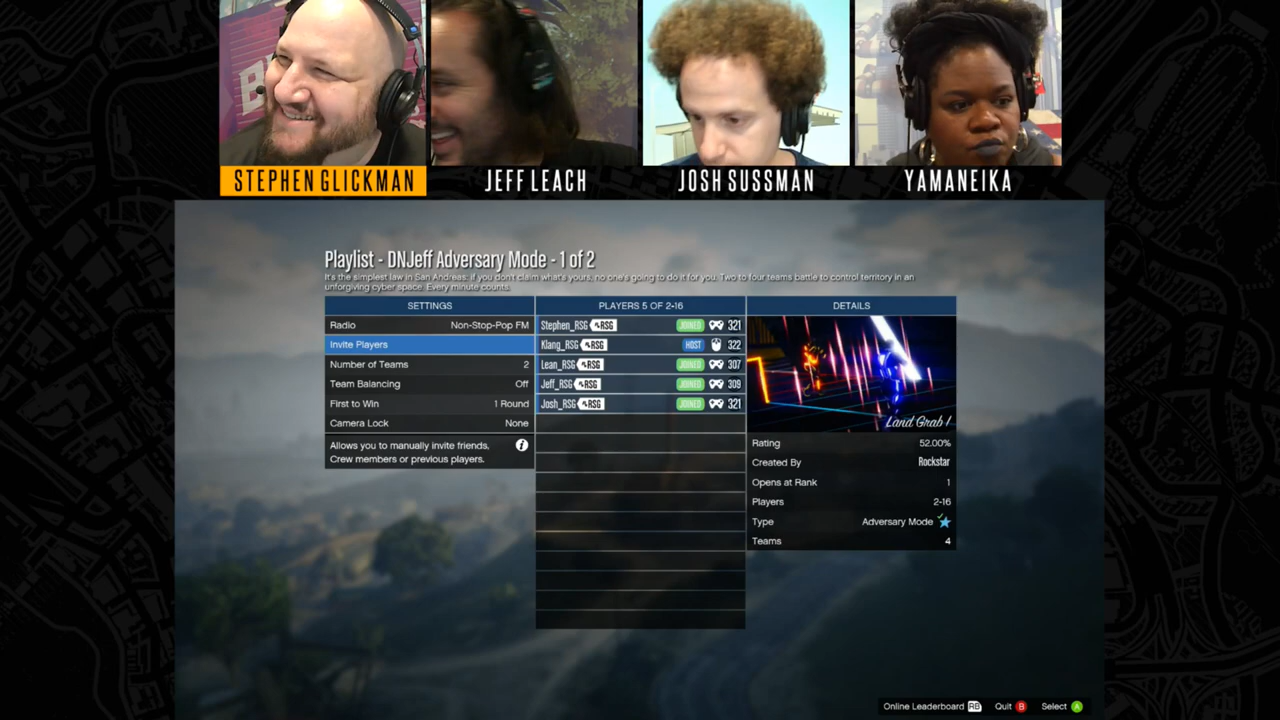 STEPHEN GLICKMAN
JEFF LEACH
JOSH SUSSMAN
YAMANEIKA
Playlist - DNJeff Adversary Mode - 1 of 2
It's the simplest law in San Andreas: if you don't claim what's yours, no one's going to do it for you. Two to four teams battle to control territory in an
unforgiving cyber space. Every minute counts.
SETTINGS
Radio Non-Stop-Pop FM
Invite Players
Number of Teams 2
Team Balancing Off
First to Win 1 Round
Camera Lock None
Allows you to manually invite friends,
Crew members or previous players.
PLAYERS 5 OF 2-16
Stephen_RSG RSG JOINED 321
Klang_RSG RSG HOST 322
Lean_RSG RSG JOINED 307
Jeff_RSG RSG JOINED 309
Josh_RSG RSG JOINED 321
DETAILS
Land Grab I
Rating 52.00%
Created By Rockstar
Opens at Rank 1
Players 2-16
Type Adversary Mode
Teams 4
Online Leaderboard RB Quit B Select A